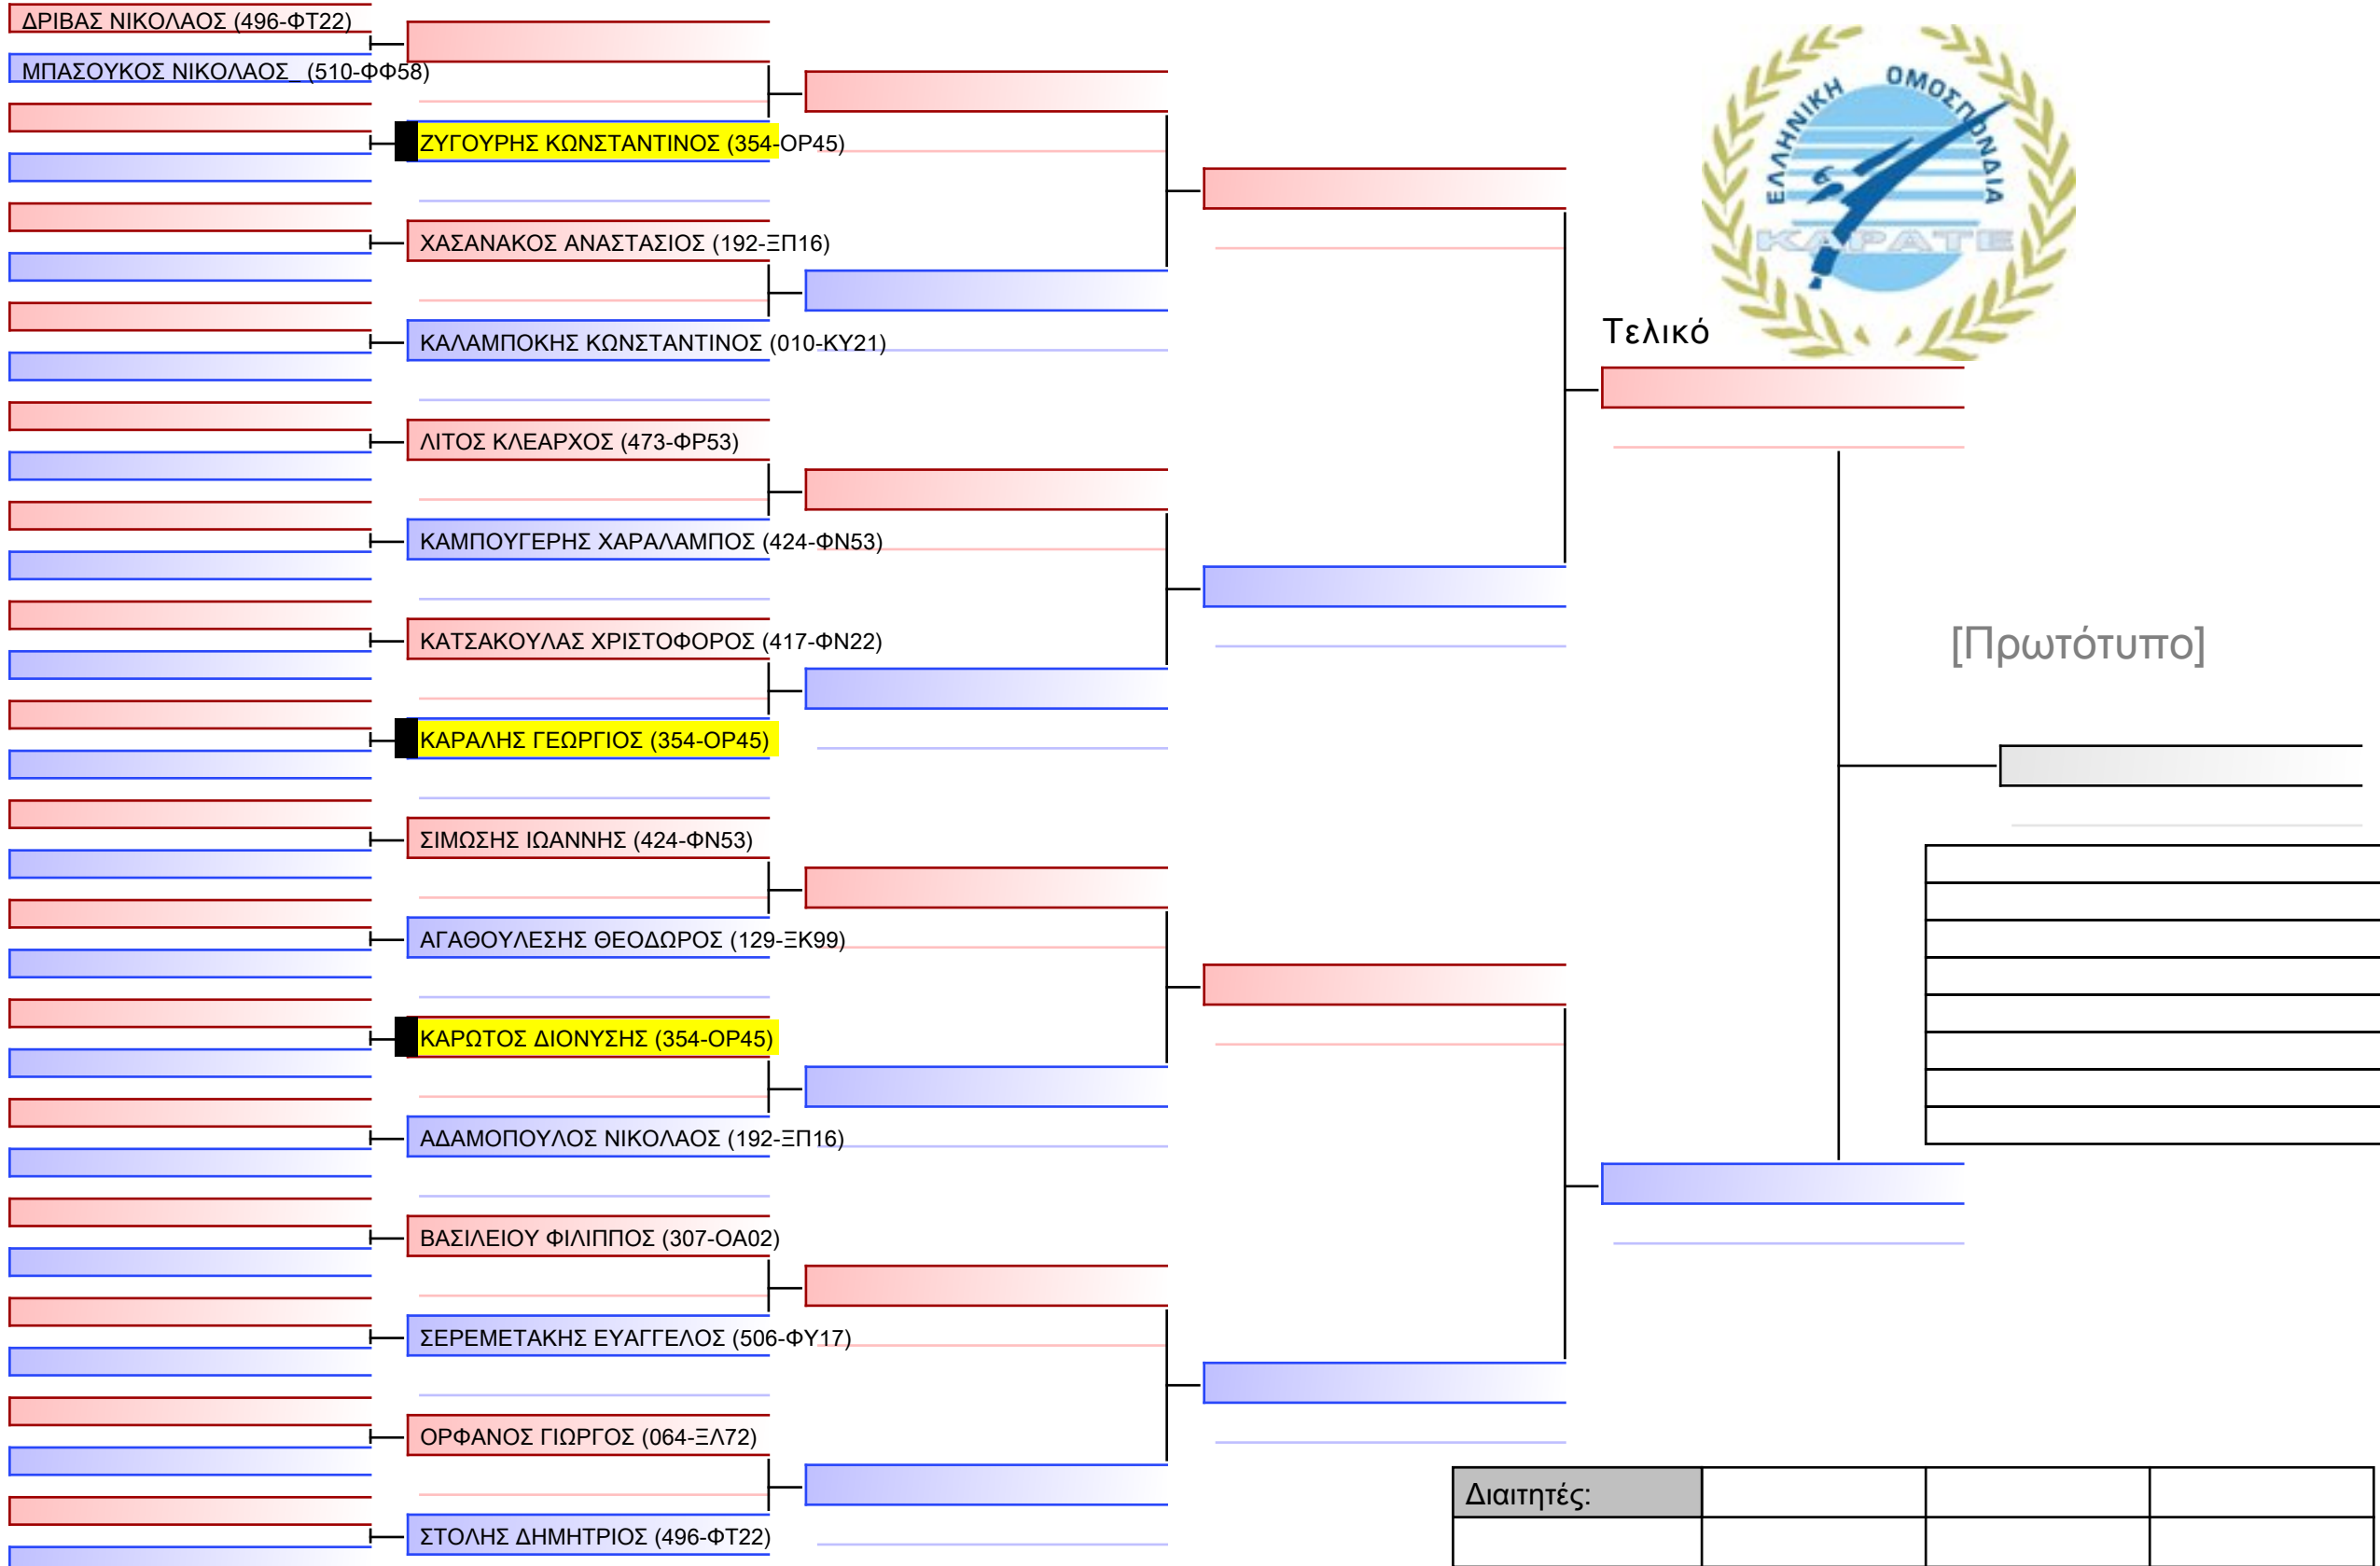 ΔΡΙΒΑΣ ΝΙΚΟΛΑΟΣ (496-ΦΤ22)
ΜΠΑΣΟΥΚΟΣ ΝΙΚΟΛΑΟΣ_ (510-ΦΦ58)
ΖΥΓΟΥΡΗΣ ΚΩΝΣΤΑΝΤΙΝΟΣ (354-ΟΡ45)
ΧΑΣΑΝΑΚΟΣ ΑΝΑΣΤΑΣΙΟΣ (192-ΞΠ16)
ΚΑΛΑΜΠΟΚΗΣ ΚΩΝΣΤΑΝΤΙΝΟΣ (010-ΚΥ21)
ΛΙΤΟΣ ΚΛΕΑΡΧΟΣ (473-ΦΡ53)
ΚΑΜΠΟΥΓΕΡΗΣ ΧΑΡΑΛΑΜΠΟΣ (424-ΦΝ53)
ΚΑΤΣΑΚΟΥΛΑΣ ΧΡΙΣΤΟΦΟΡΟΣ (417-ΦΝ22)
ΚΑΡΑΛΗΣ ΓΕΩΡΓΙΟΣ (354-ΟΡ45)
ΣΙΜΩΣΗΣ ΙΩΑΝΝΗΣ (424-ΦΝ53)
ΑΓΑΘΟΥΛΕΣΗΣ ΘΕΟΔΩΡΟΣ (129-ΞΚ99)
ΚΑΡΩΤΟΣ ΔΙΟΝΥΣΗΣ (354-ΟΡ45)
ΑΔΑΜΟΠΟΥΛΟΣ ΝΙΚΟΛΑΟΣ (192-ΞΠ16)
ΒΑΣΙΛΕΙΟΥ ΦΙΛΙΠΠΟΣ (307-ΟΑ02)
ΣΕΡΕΜΕΤΑΚΗΣ ΕΥΑΓΓΕΛΟΣ (506-ΦΥ17)
ΟΡΦΑΝΟΣ ΓΙΩΡΓΟΣ (064-ΞΛ72)
ΣΤΟΛΗΣ ΔΗΜΗΤΡΙΟΣ (496-ΦΤ22)
ΕΛΛΗΝΙΚΗ ΟΜΟΣΠΟΝΔΙΑ
ΚΑΡΑΤΕ
Τελικό
[Πρωτότυπο]
Διαιτητές: